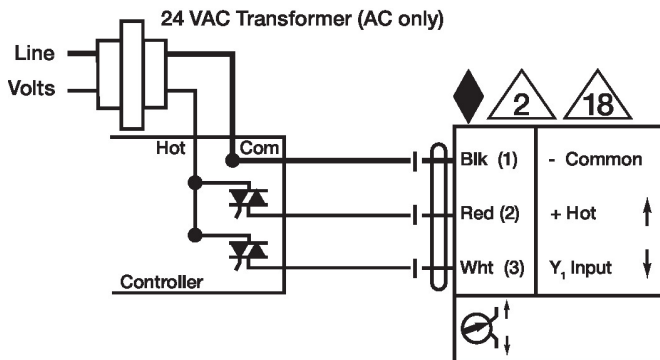 24 VAC Transformer (AC only)
Line
Volts
2
18
Hot
Com
Blk (1)
- Common
Red (2)
+ Hot
Wht (3)
Y₁ Input
Controller